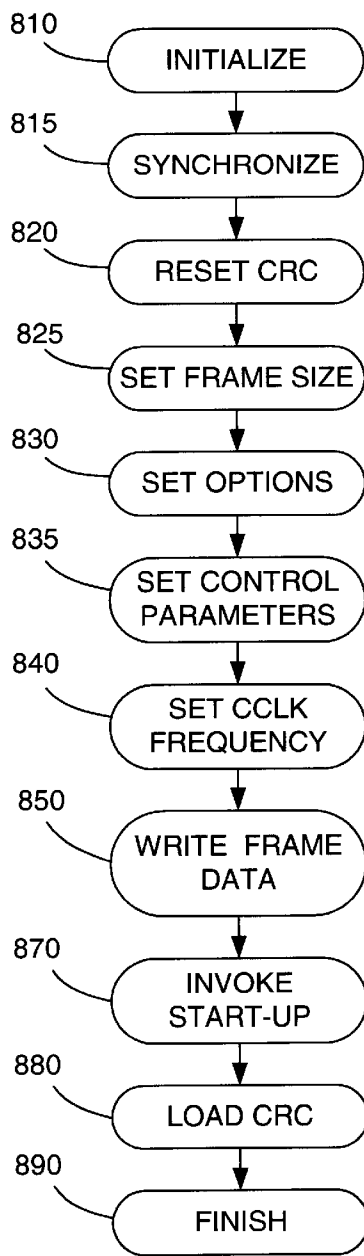 810
INITIALIZE
815
SYNCHRONIZE
820
RESET CRC
825
SET FRAME SIZE
830
SET OPTIONS
835
SET CONTROL
PARAMETERS
840
SET CCLK
FREQUENCY
850
WRITE FRAME
DATA
870
INVOKE
START-UP
880
LOAD CRC
890
FINISH